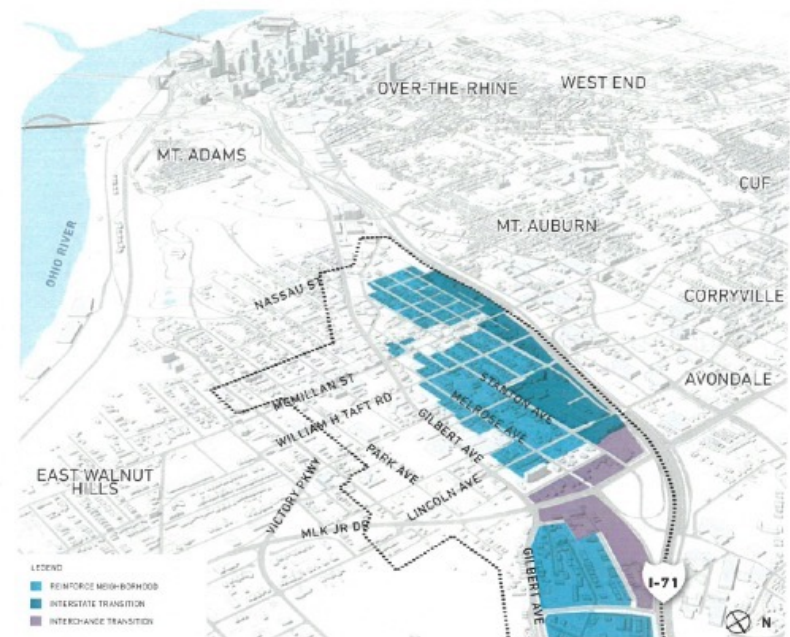 OVER-THE-RHINE
WEST END
MT. ADAMS
CUF
MT. AUBURN
OHIO RIVER
NASSAU ST
CORRYVILLE
AVONDALE
MCMILLAN ST
STANTON AVE
MELROSE AVE
WILLIAM H TAFT RD
GILBERT AVE
PARK AVE
EAST WALNUT
HILLS
LINCOLN AVE
VICTORY PKWY
MLK JR DR
GILBERT AVE
I-71
LEGEND
REINFORCE NEIGHBORHOOD
INTERSTATE TRANSITION
INTERCHANGE TRANSITION
N